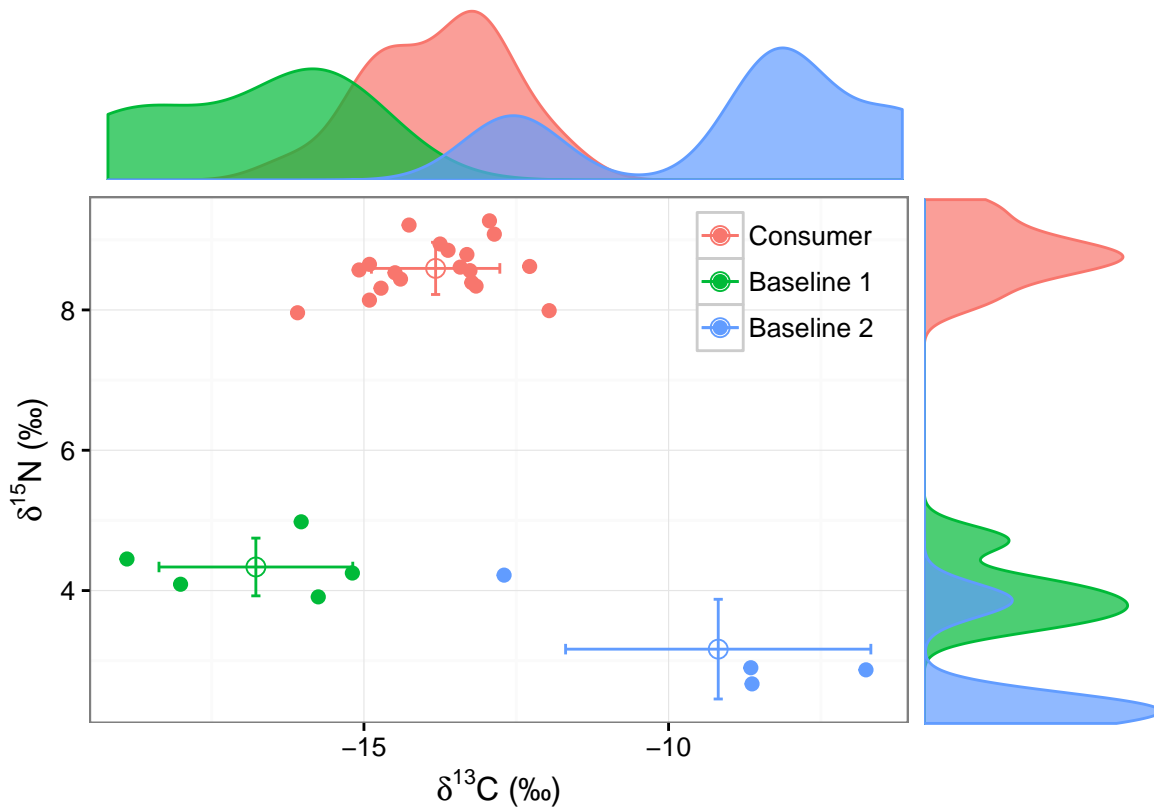 Consumer
Baseline 1
Baseline 2
8
6
4
δ¹⁵N (‰)
−15
−10
δ¹³C (‰)